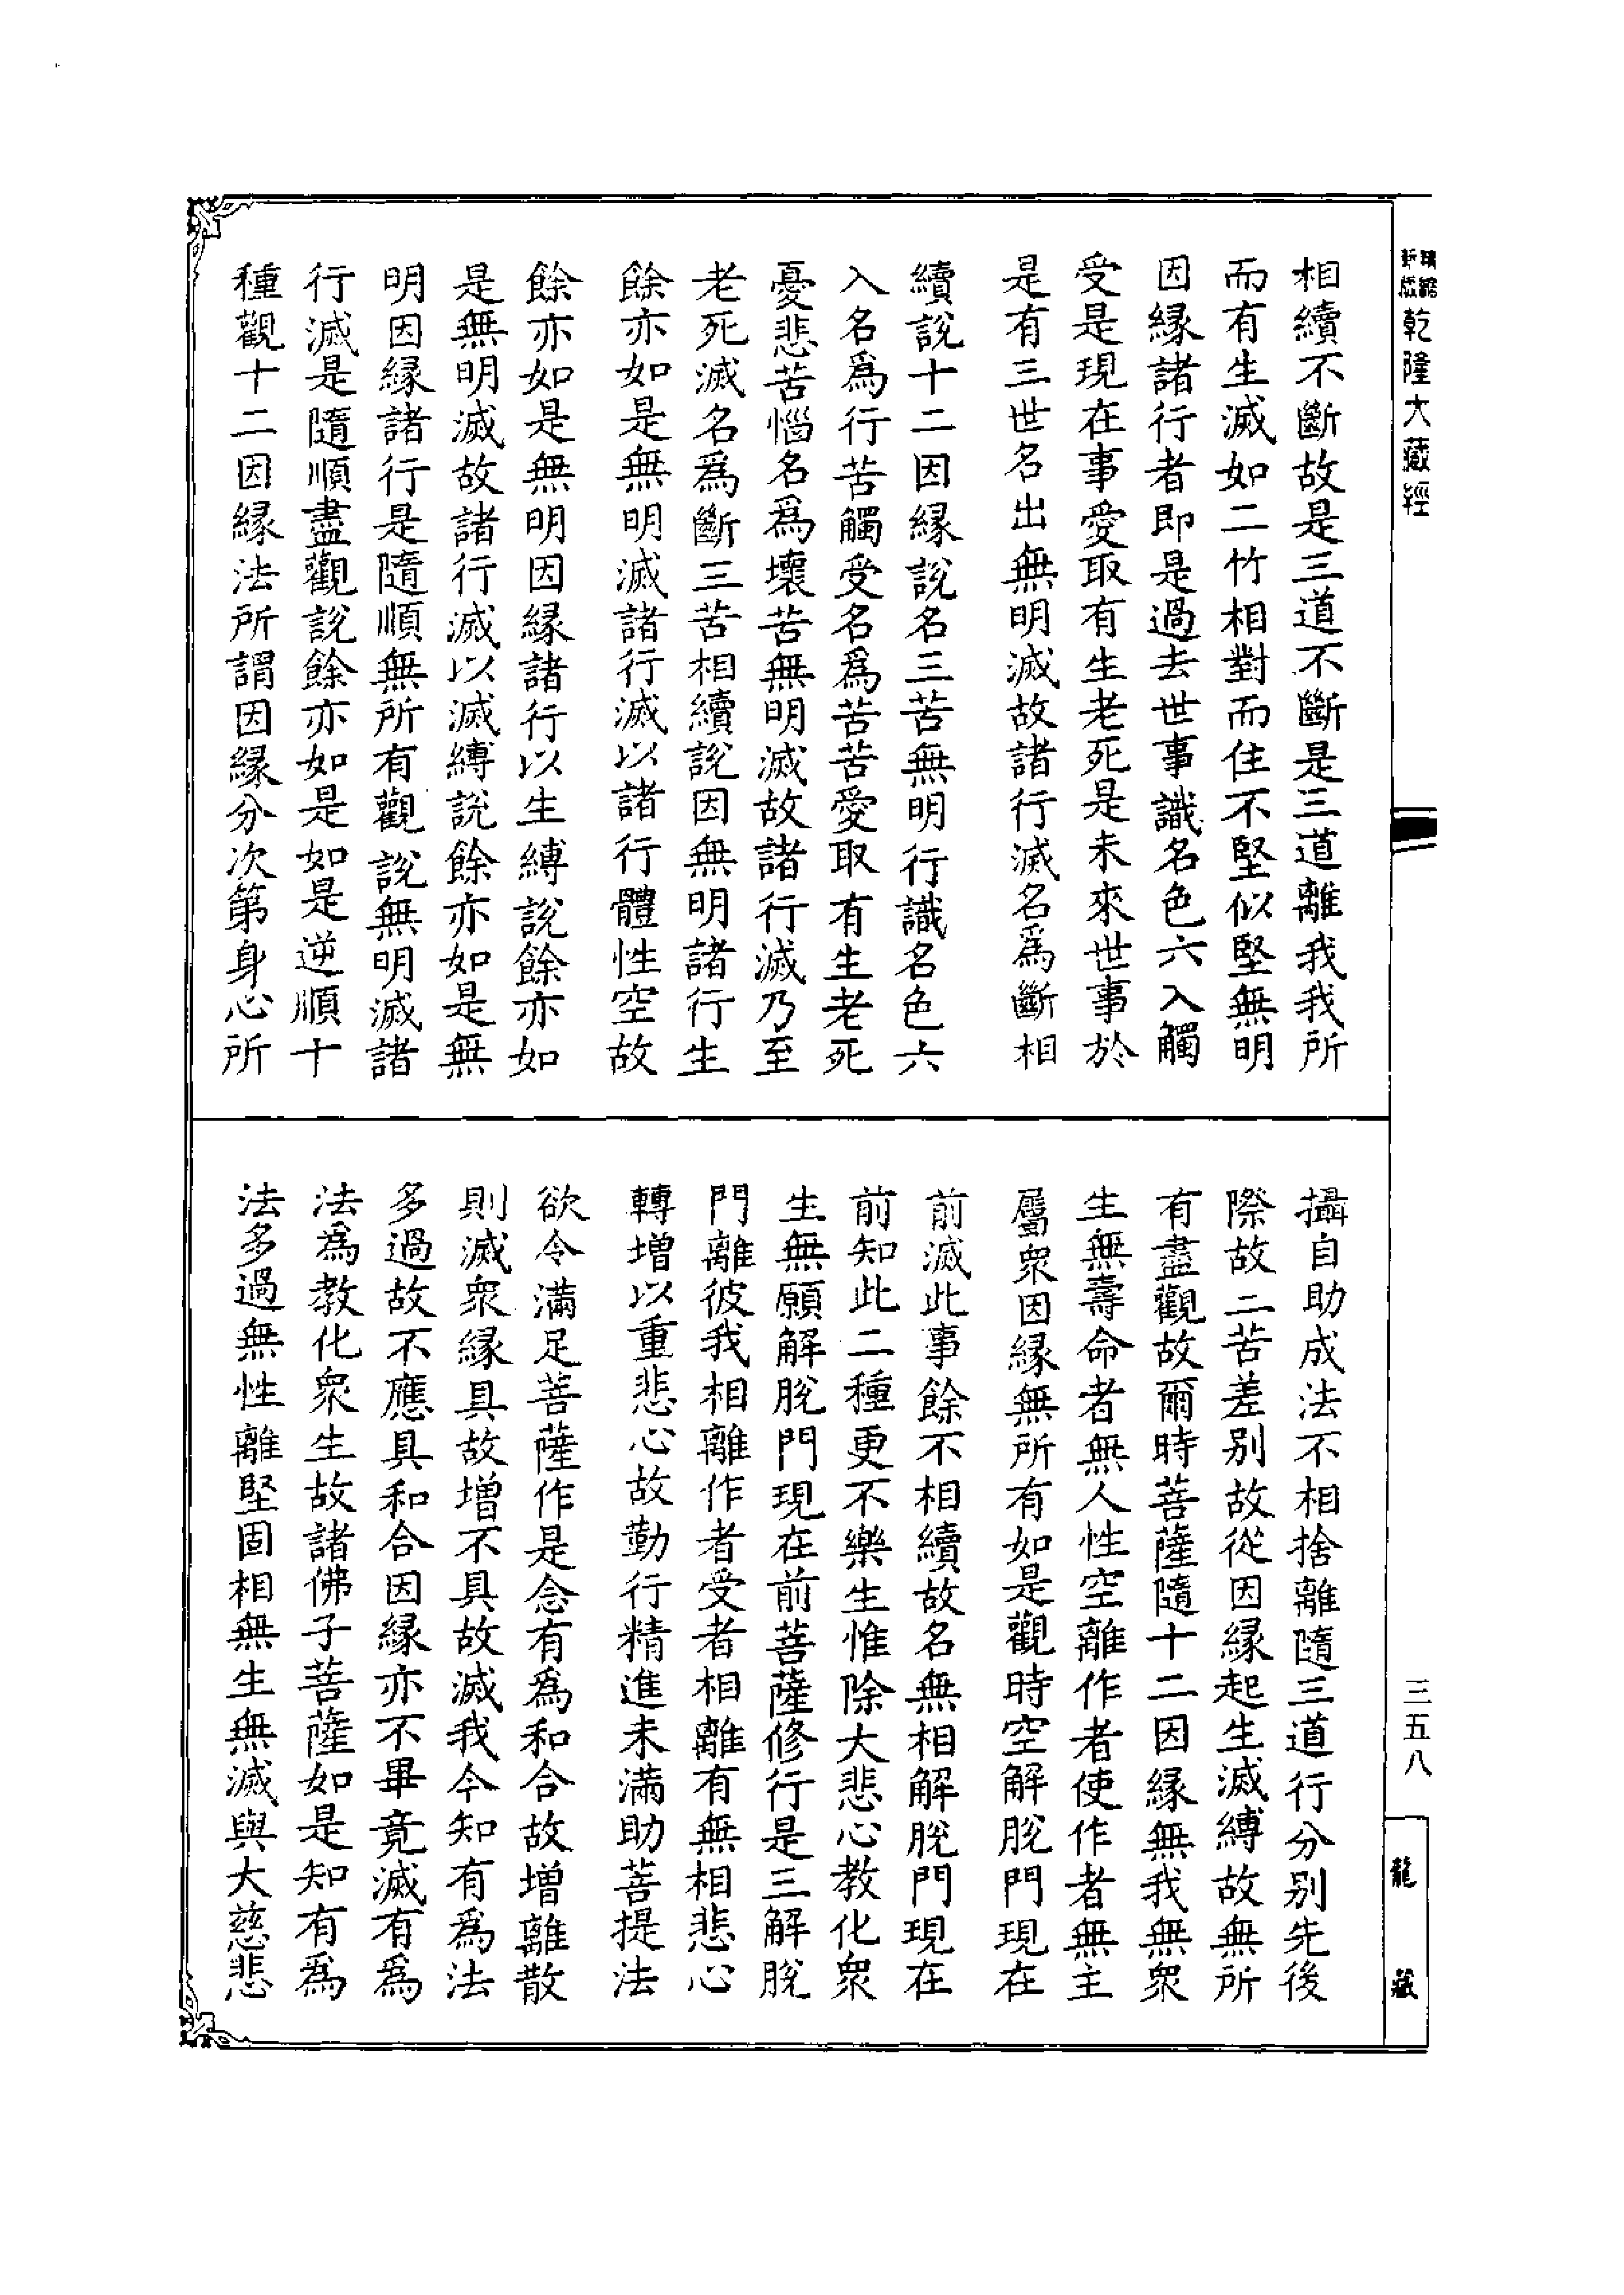 乾隆大藏經
相續不斷故是三道不斷是三道離我我所
而有生滅如二竹相對而住不堅似堅無明
因緣諸行者即是過去世事識名色六入觸
受是現在事愛取有生老死是未來世事於
是有三世名出無明滅故諸行滅名爲斷相
續說十二因緣說名三苦無明行識名色六
入名爲行苦觸受名爲苦苦愛取有生老死
憂悲苦惱名爲壞苦無明滅故諸行滅乃至
老死滅名爲斷三苦相續說因無明諸行生
餘亦如是無明滅諸行滅以諸行體性空故
餘亦如是無明因緣諸行以生縛說餘亦如
是無明滅故諸行滅以滅縛說餘亦如是無
明因緣諸行是隨順無所有觀說無明滅諸
行滅是隨順盡觀說餘亦如是如是逆順十
種觀十二因緣法所謂因緣分次第身心所
攝自助成法不相捨離隨三道行分别先後
際故二苦差别故從因緣起生滅縛故無所
有盡觀故爾時菩薩隨十二因緣無我無衆
生無壽命者無人性空離作者使作者無主
屬衆因緣無所有如是觀時空解脫門現在
前滅此事餘不相續故名無相解脫門現在
前知此二種更不樂生惟除大悲心教化衆
生無願解脫門現在前菩薩修行是三解脫
門離彼我相離作者受者相離有無相悲心
轉增以重悲心故勤行精進未滿助菩提法
欲令滿足菩薩作是念有爲和合故增離散
則滅衆緣具故增不具故滅我今知有爲法
多過故不應具和合因緣亦不畢竟滅有爲
法爲教化衆生故諸佛子菩薩如是知有爲
法多過無性離堅固相無生無滅與大慈悲
三五八
龍藏